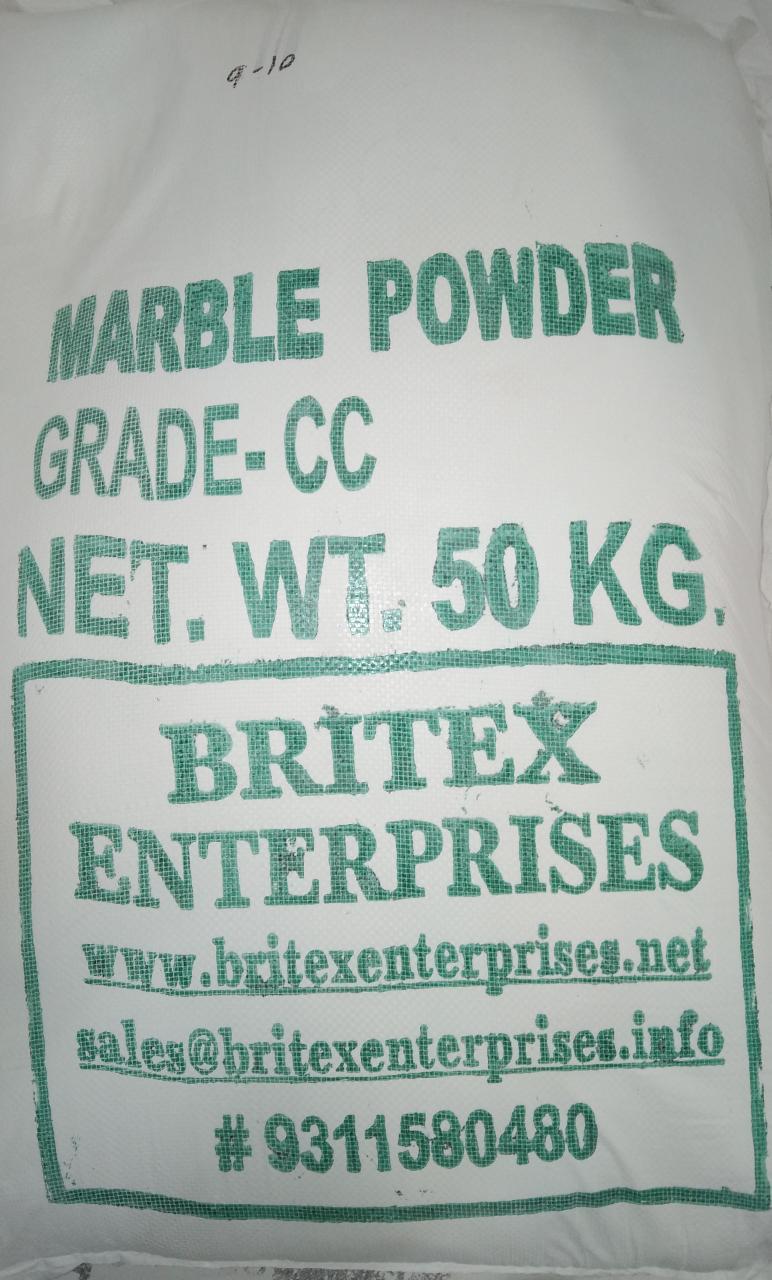 9-10
MARBLE POWDER
GRADE- CC
NET. WT. 50 KG.
BRITEX
ENTERPRISES
www.britexenterprises.net
sales@britexenterprises.info
# 9311580480